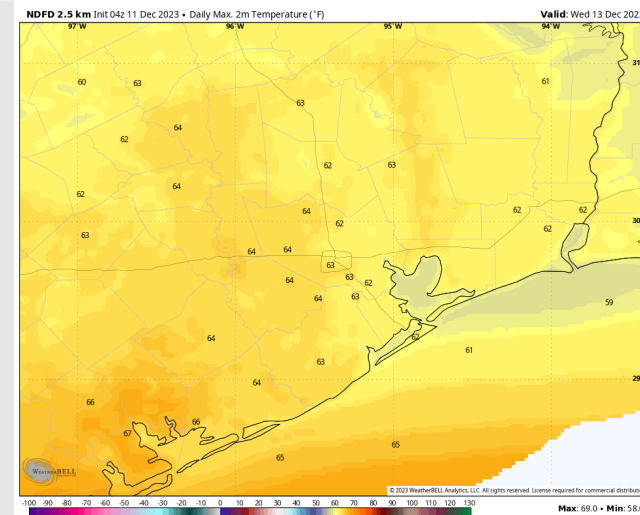 NDFD 2.5 km Init 04z 11 Dec 2023 • Daily Max. 2m Temperature (°F)
Valid: Wed 13 Dec 202
97°W 96°W 95°W 94°W
31
60 63 61
63
64
62
62 63
64
62
64 62 62
62 30
63 62
64 64
63
64 63 62
64 63
59
64 62
61
63
64 29
66
66
67
65
65
WEATHERBELL
© 2023 WeatherBELL Analytics, LLC. All rights reserved. License required for commercial distributi
-100 -90 -80 -70 -60 -50 -40 -30 -20 -10 0 10 20 30 40 50 60 70 80 90 100 110 120 130
Max: 69.0 • Min: 58.